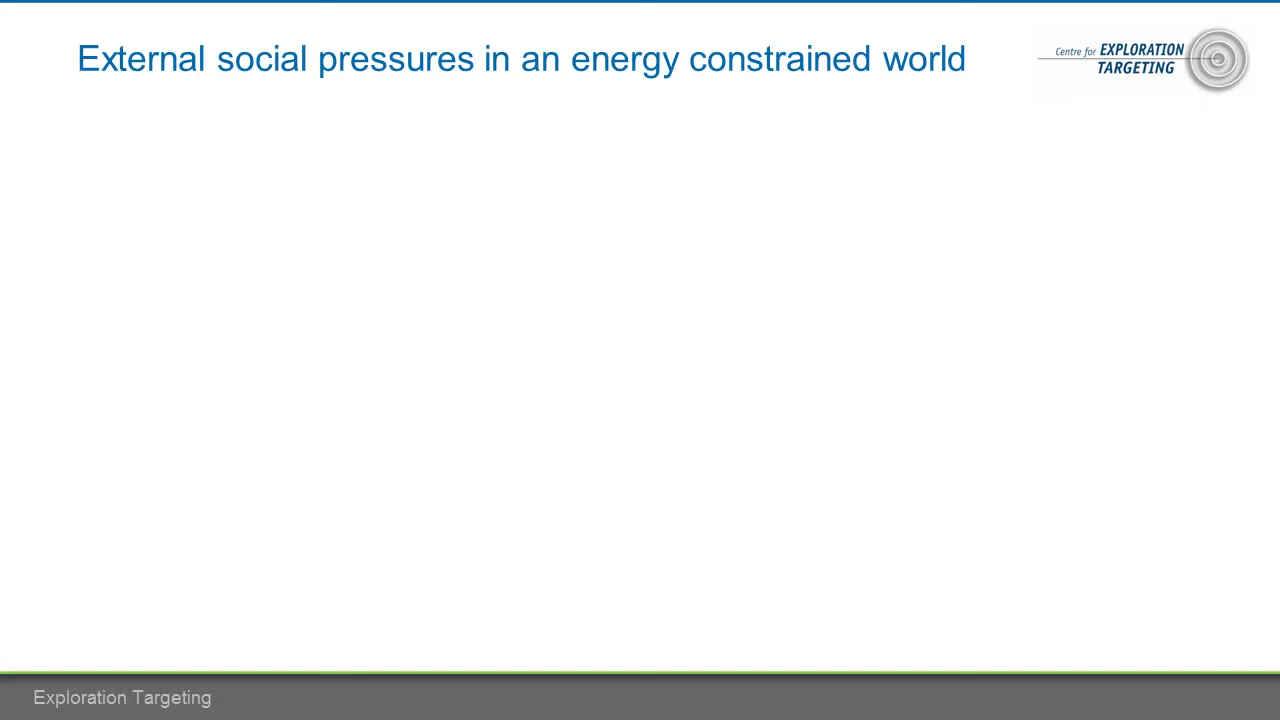 External social pressures in an energy constrained world
Centre for EXPLORATION
TARGETING
Exploration Targeting